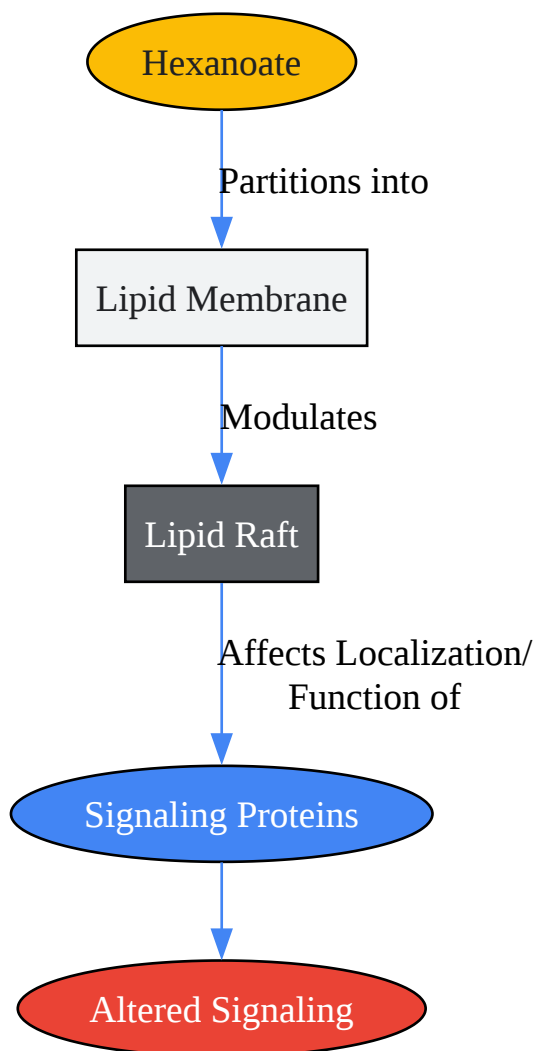 Hexanoate
Partitions into
Lipid Membrane
Modulates
Lipid Raft
Affects Localization/
Function of
Signaling Proteins
Altered Signaling